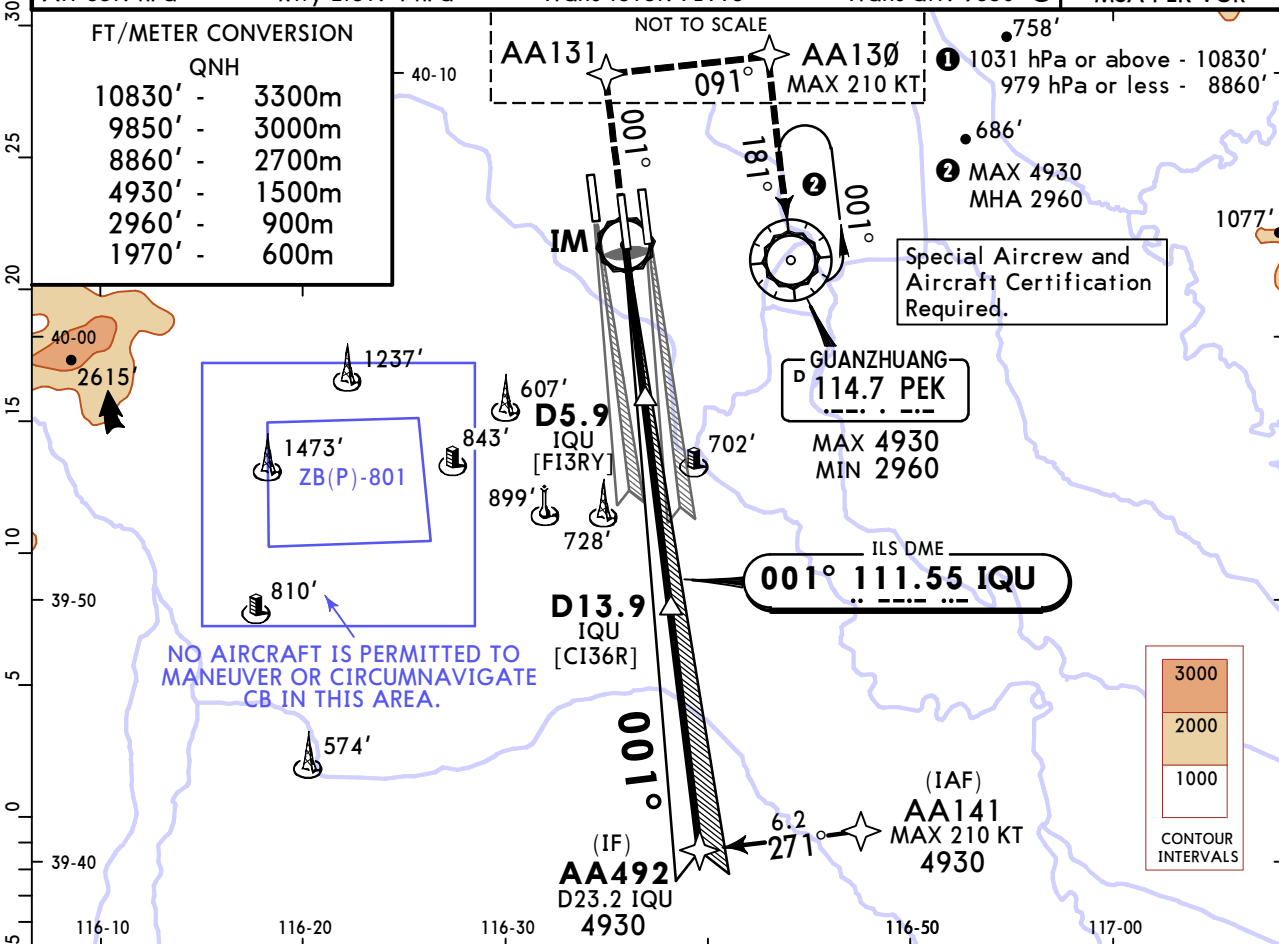 FT/METER CONVERSION
QNH
10830' - 3300m
9850' - 3000m
8860' - 2700m
4930' - 1500m
2960' - 900m
1970' - 600m
NOT TO SCALE
AA131
AA130
MAX 210 KT
091°
001°
181°
001°
2
758'
1 1031 hPa or above - 10830'
979 hPa or less - 8860'
686'
2 MAX 4930
MHA 2960
1077'
Special Aircrew and
Aircraft Certification
Required.
IM
GUANZHUANG
D 114.7 PEK
MAX 4930
MIN 2960
40-10
40-00
2615'
1237'
607'
1473'
843'
ZB(P)-801
899'
728'
702'
810'
D5.9
IQU
[FI3RY]
ILS DME
001° 111.55 IQU
D13.9
IQU
[CI36R]
39-50
NO AIRCRAFT IS PERMITTED TO
MANEUVER OR CIRCUMNAVIGATE
CB IN THIS AREA.
574'
001°
(IF)
AA492
D23.2 IQU
4930
6.2
271°
(IAF)
AA141
MAX 210 KT
4930
3000
2000
1000
CONTOUR
INTERVALS
39-40
116-10
116-20
116-30
116-50
117-00
30
25
20
15
10
5
0
5